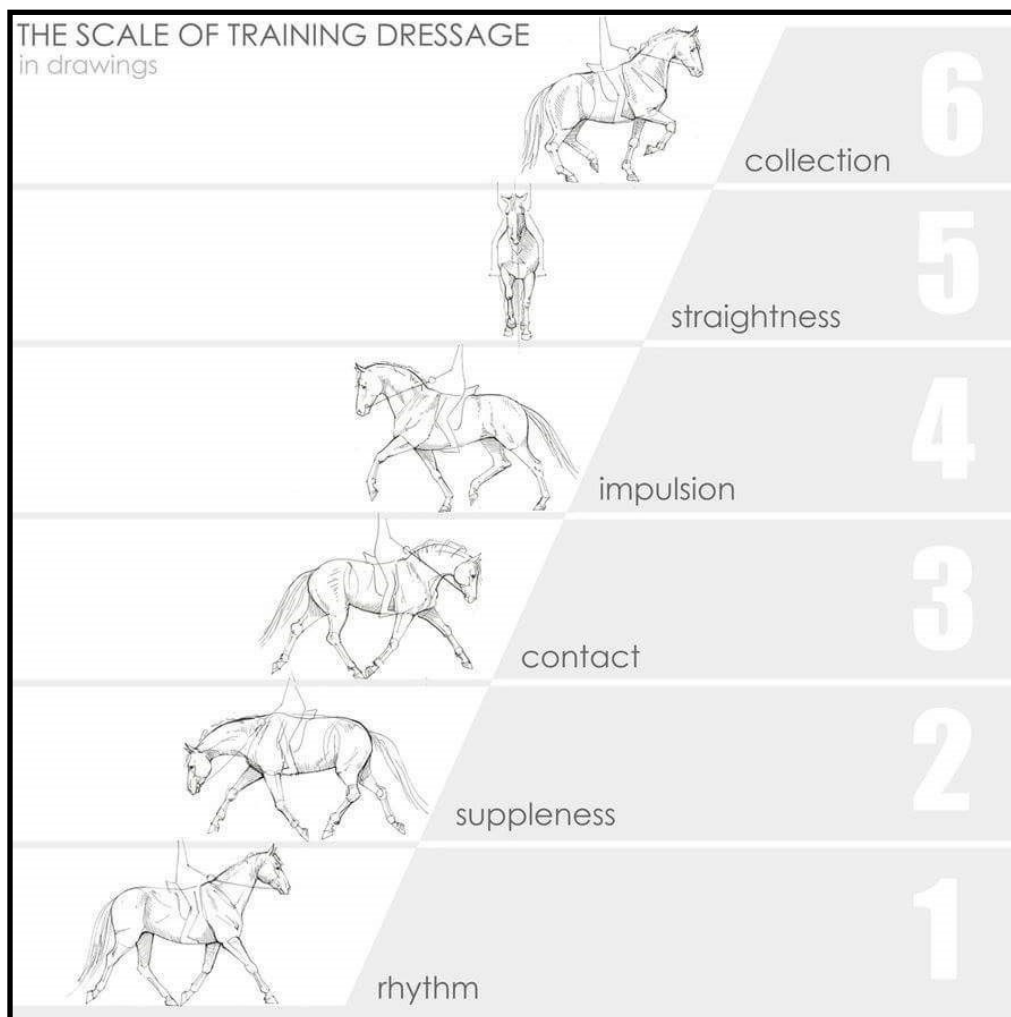 THE SCALE OF TRAINING DRESSAGE
in drawings
6
collection
5
straightness
4
impulsion
3
contact
2
suppleness
1
rhythm